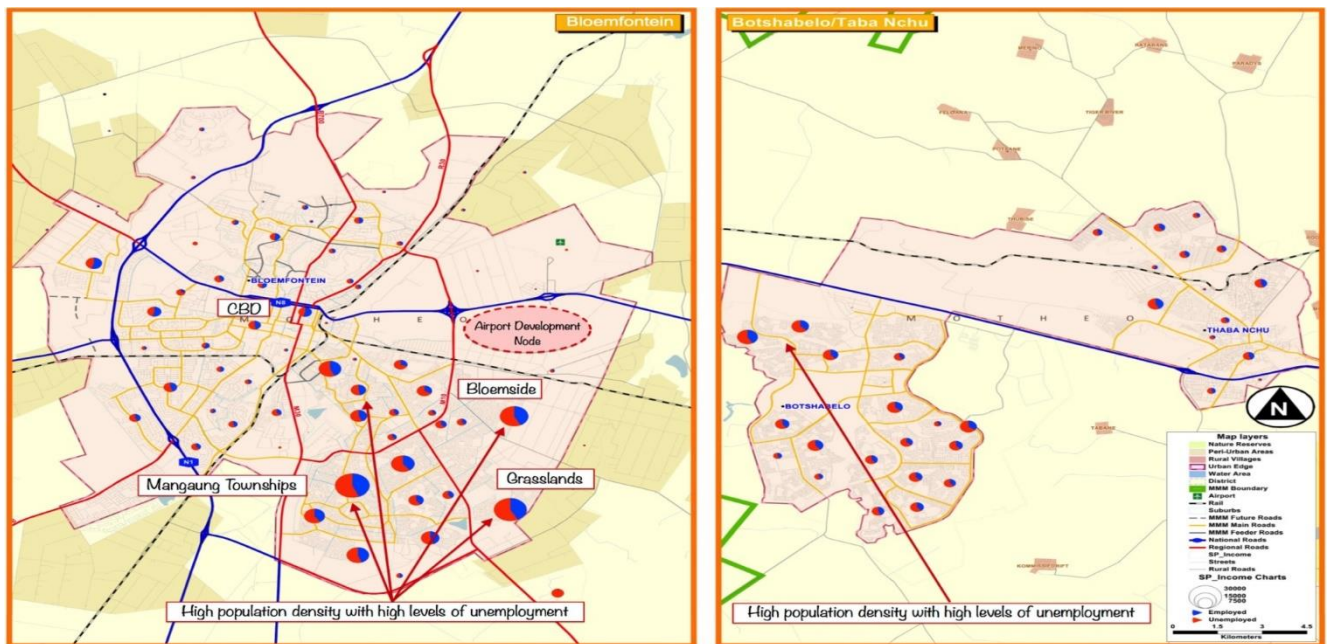 Bloemfontein
R700
R30
BLOEMFONTEIN
CBD
N8
M O T H E O
Airport Development
Node
Bloemside
M10
Mangaung Townships
N1
Grasslands
High population density with high levels of unemployment
Botshabelo/Taba Nchu
M O T H E O
THABA NCHU
BOTSHABELO
N
High population density with high levels of unemployment
Map layers
Nature Reserves
Peri-Urban Areas
Rural Villages
Urban Edge
Water Area
District
MMM Boundary
Airport
Rail
Suburbs
MMM Future Roads
MMM Main Roads
MMM Feeder Roads
National Roads
Regional Roads
SP_Income
Streets
Rural Roads
SP_Income Charts
30000
15000
7500
Employed
Unemployed
0 1.5 3 4.5
Kilometers